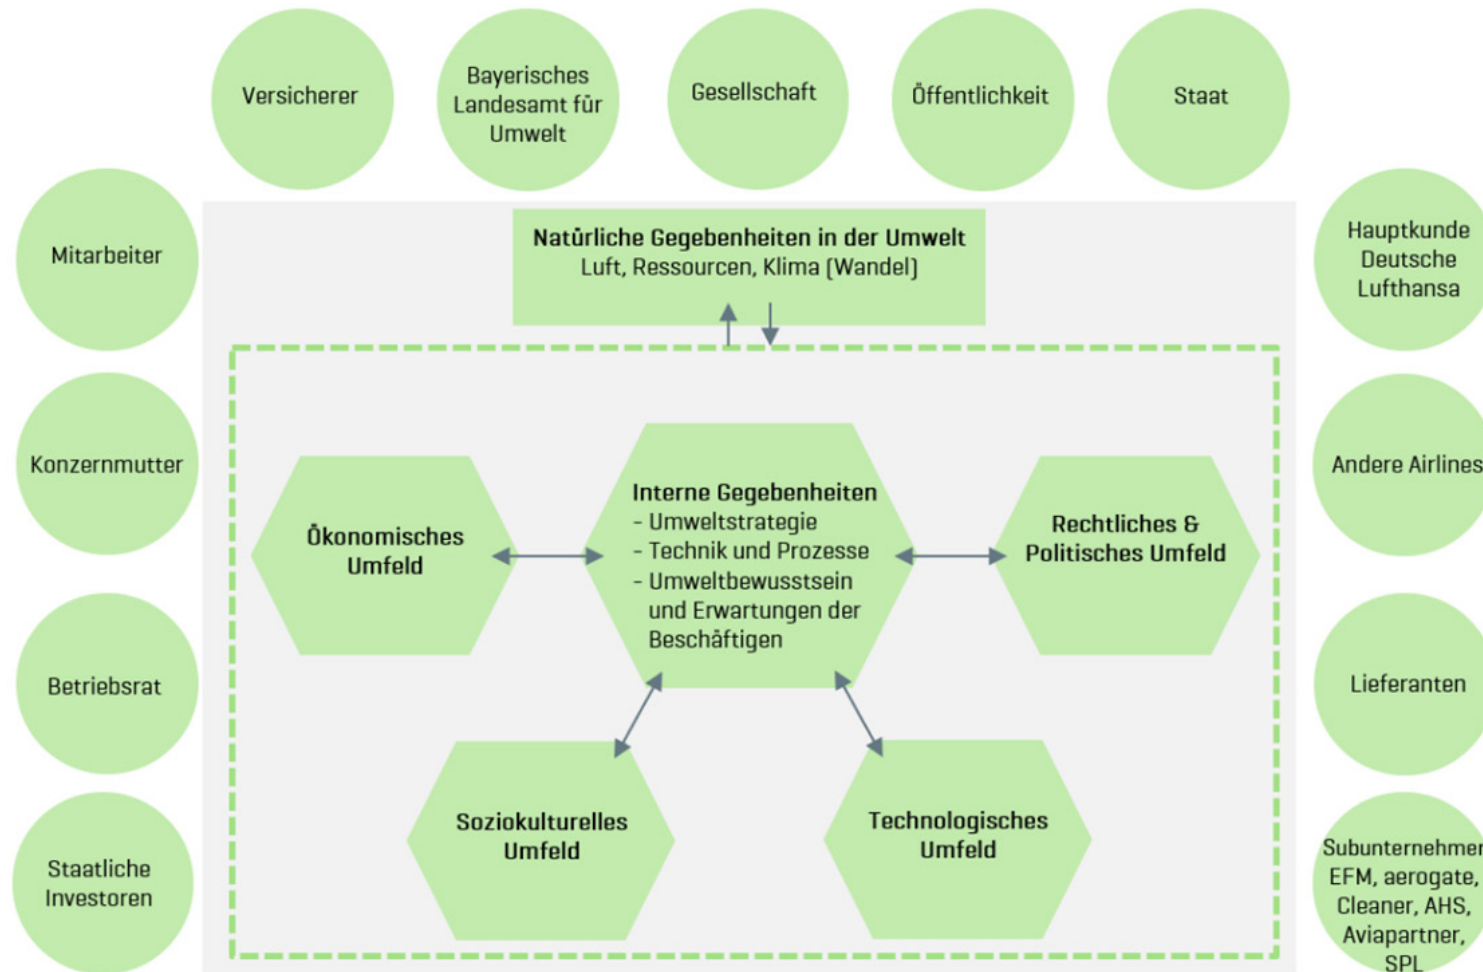 Versicherer
Bayerisches
Landesamt für
Umwelt
Gesellschaft
Öffentlichkeit
Staat
Mitarbeiter
Konzernmutter
Betriebsrat
Staatliche
Investoren
Natürliche Gegebenheiten in der Umwelt
Luft, Ressourcen, Klima (Wandel)
Ökonomisches
Umfeld
Interne Gegebenheiten
- Umweltstrategie
- Technik und Prozesse
- Umweltbewusstsein
und Erwartungen der
Beschäftigen
Rechtliches &
Politisches Umfeld
Soziokulturelles
Umfeld
Technologisches
Umfeld
Hauptkunde
Deutsche
Lufthansa
Andere Airlines
Lieferanten
Subunternehmer
EFM, aerogate,
Cleaner, AHS,
Aviapartner,
SPL